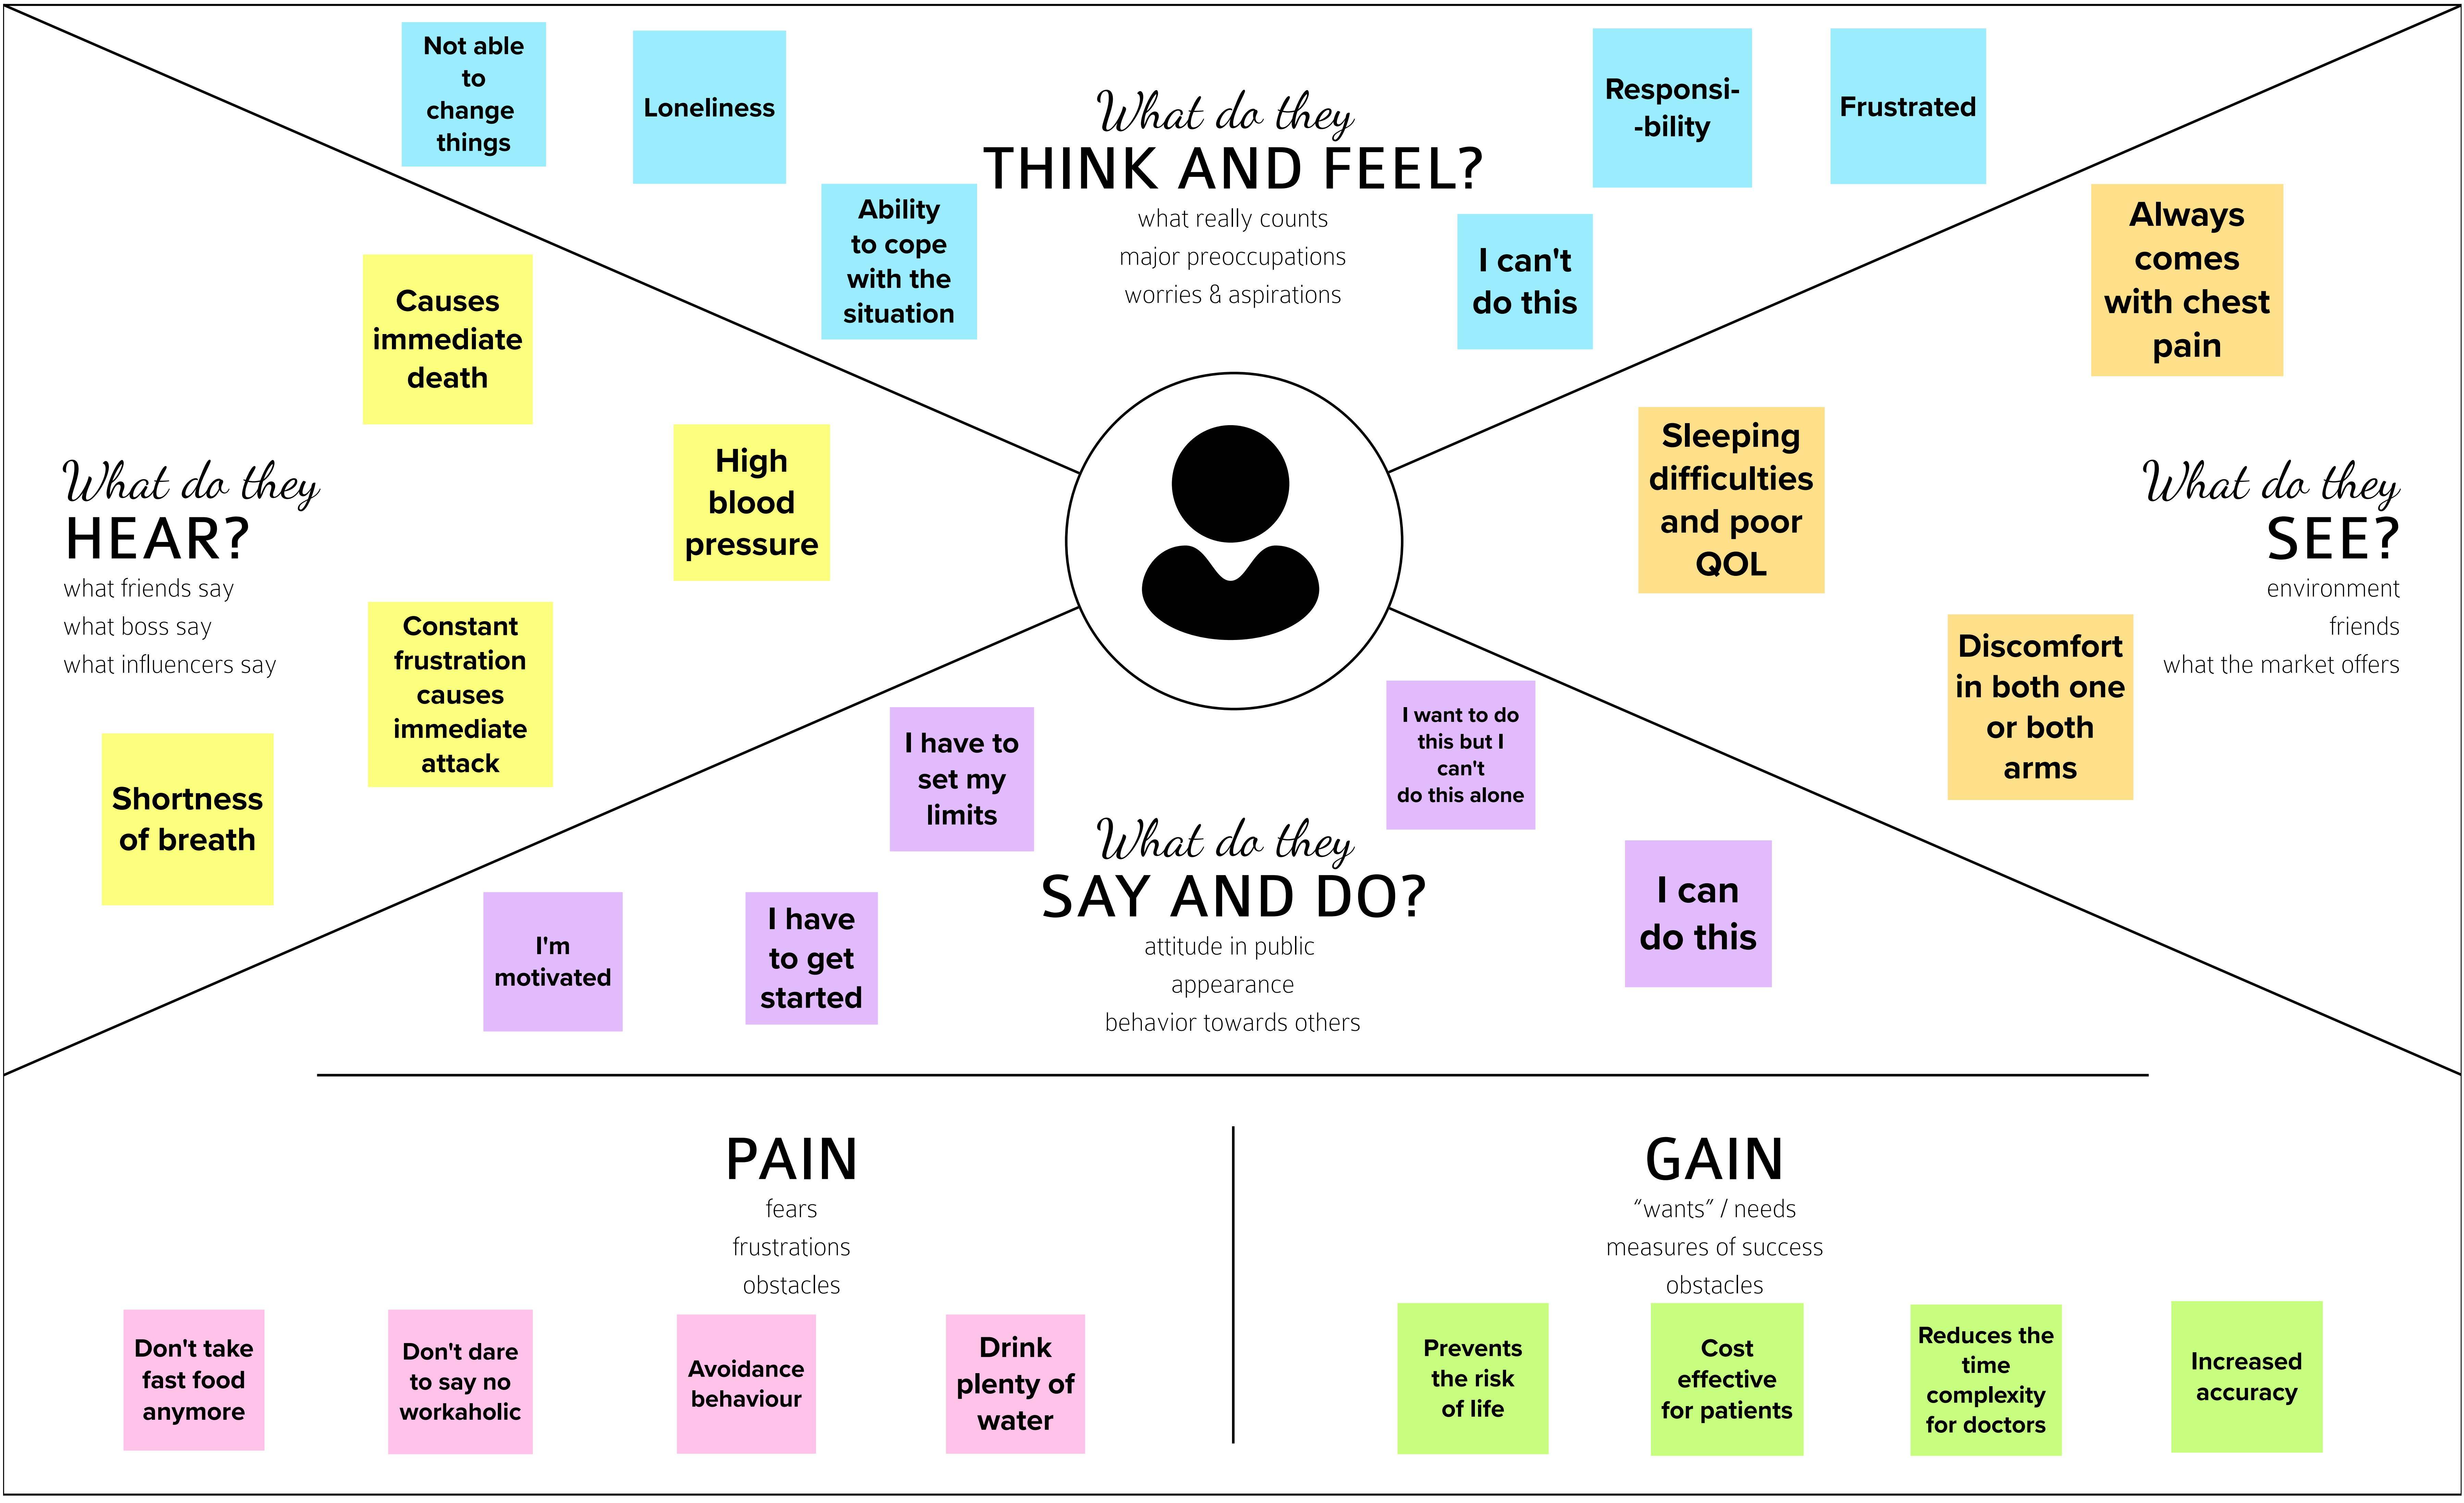 Not able
to
change
things
Loneliness
Ability
to cope
with the
situation
What do they
THINK AND FEEL?
what really counts
major preoccupations
worries & aspirations
Responsi-
-bility
Frustrated
I can't
do this
Causes
immediate
death
High
blood
pressure
What do they
HEAR?
what friends say
what boss say
what influencers say
Constant
frustration
causes
immediate
attack
Shortness
of breath
Always
comes
with chest
pain
Sleeping
difficulties
and poor
QOL
What do they
SEE?
environment
friends
what the market offers
Discomfort
in both one
or both
arms
I have to
set my
limits
I want to do
this but I
can't
do this alone
What do they
SAY AND DO?
attitude in public
appearance
behavior towards others
I'm
motivated
I have
to get
started
I can
do this
PAIN
fears
frustrations
obstacles
Don't take
fast food
anymore
Don't dare
to say no
workaholic
Avoidance
behaviour
Drink
plenty of
water
GAIN
“wants” / needs
measures of success
obstacles
Prevents
the risk
of life
Cost
effective
for patients
Reduces the
time
complexity
for doctors
Increased
accuracy